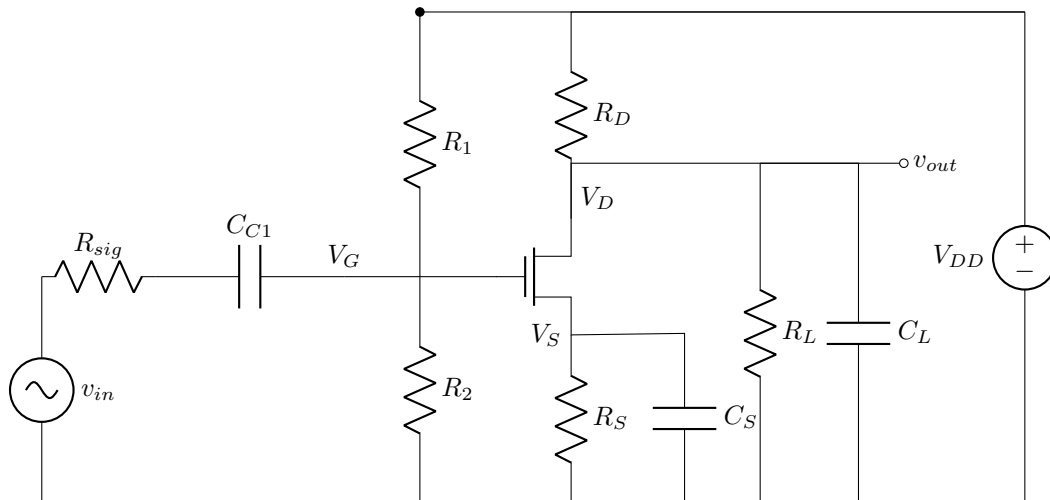 R_1
R_D
V_D
v_out
C_C1
R_sig
V_G
V_DD
+
−
V_S
R_L
C_L
v_in
R_2
R_S
C_S